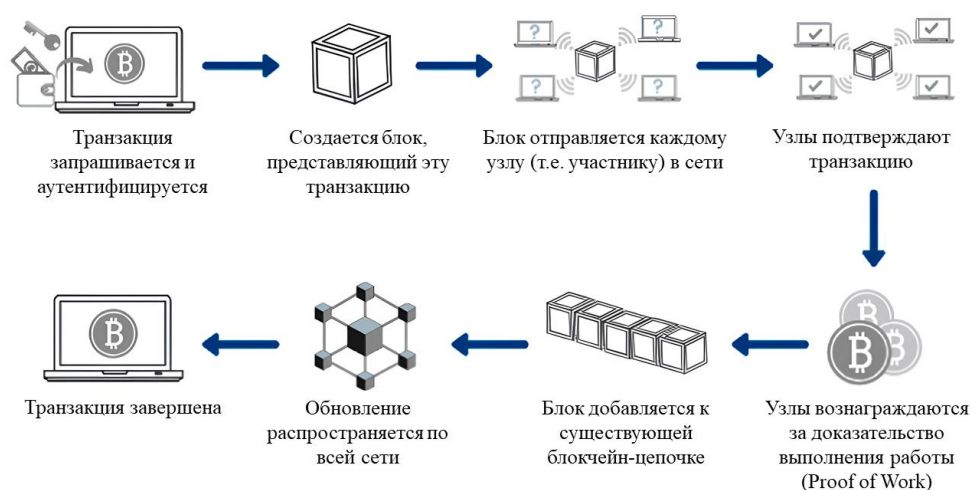 Транзакция
запрашивается и
аутентифицируется
Создается блок,
представляющий эту
транзакцию
Блок отправляется каждому
узлу (т.е. участнику) в сети
Узлы подтверждают
транзакцию
Узлы вознаграждаются
за доказательство
выполнения работы
(Proof of Work)
Блок добавляется к
существующей
блокчейн-цепочке
Обновление
распространяется по
всей сети
Транзакция завершена